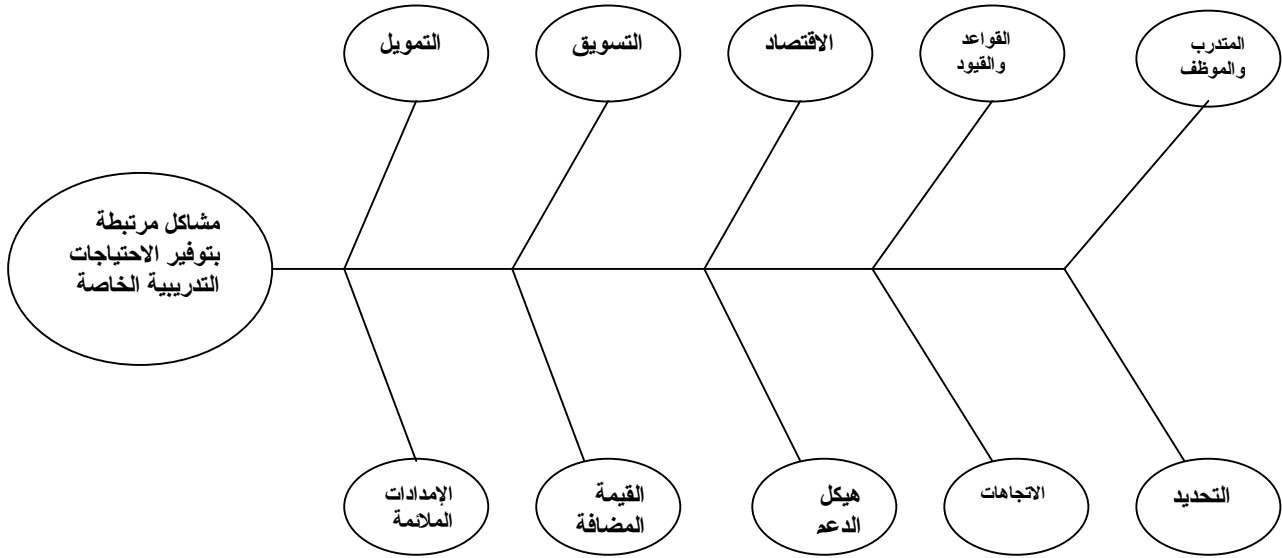 المتدرب
والموظف
القواعد
والقيود
الاقتصاد
التسويق
التمويل
مشاكل مرتبطة
بتوفير الاحتياجات
التدريبية الخاصة
التحديد
الاتجاهات
هيكل
الدعم
القيمة
المضافة
الإمدادات
الملائمة